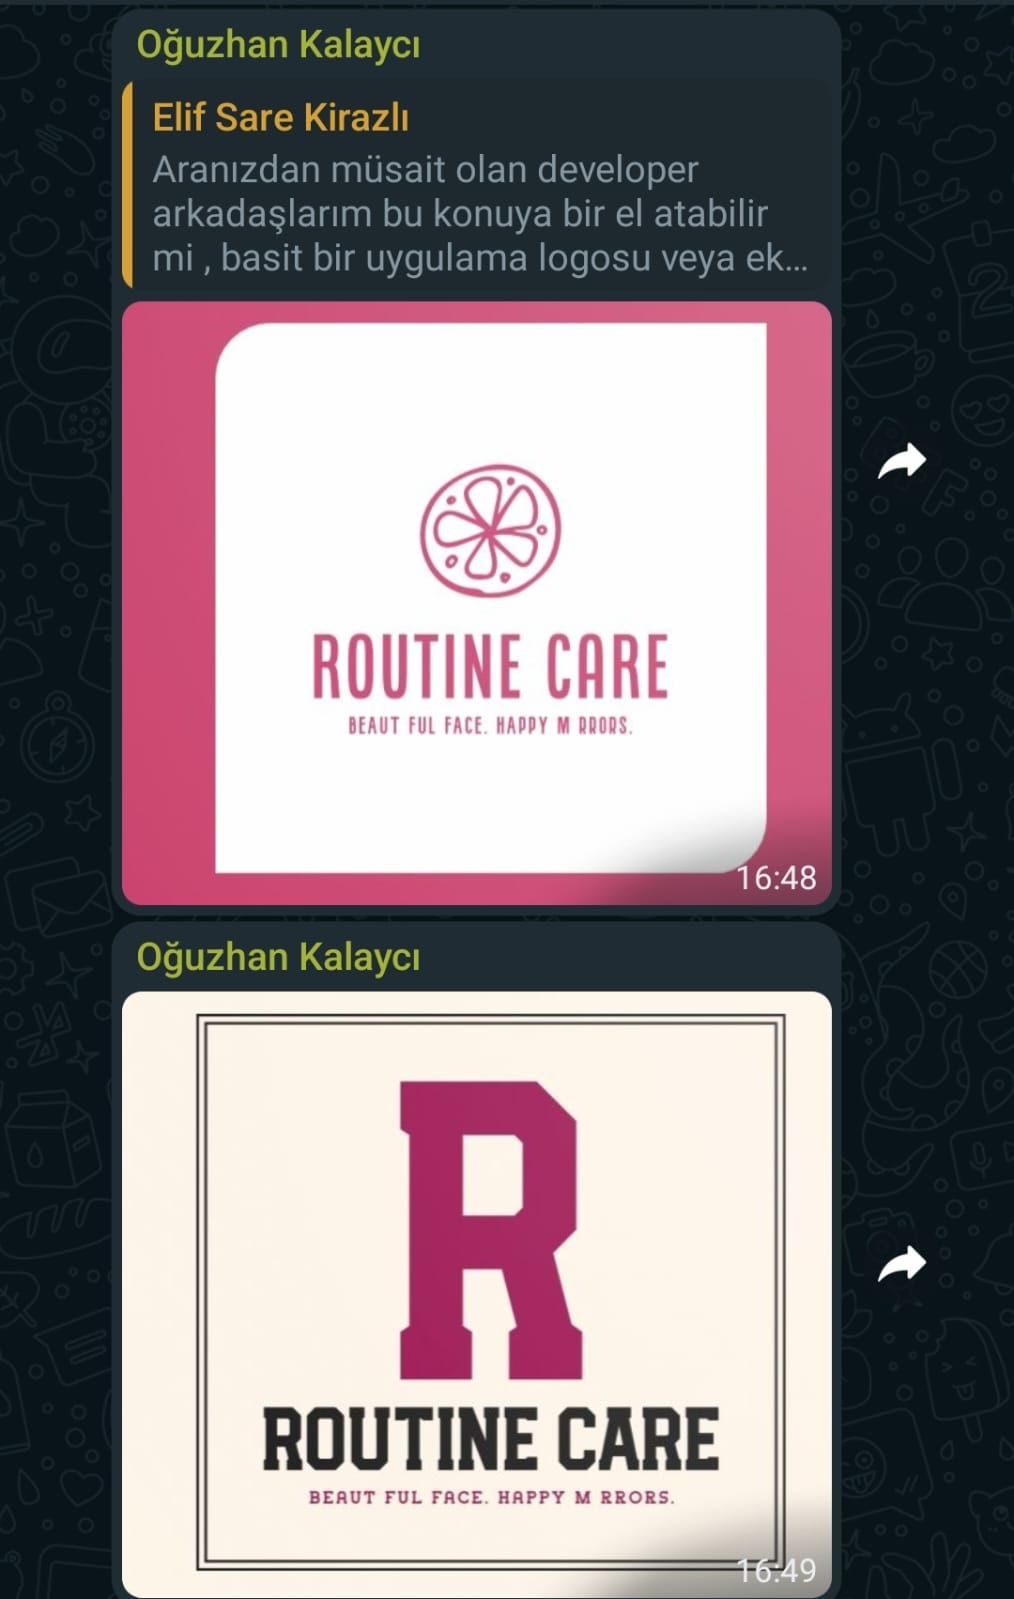 Oğuzhan Kalaycı
Elif Sare Kirazlı
Aranızdan müsait olan developer
arkadaşlarım bu konuya bir el atabilir
mi , basit bir uygulama logosu veya ek...
ROUTINE CARE
BEAUT FUL FACE. HAPPY M RRORS.
16:48
Oğuzhan Kalaycı
R
ROUTINE CARE
BEAUT FUL FACE. HAPPY M RRORS.
16:49